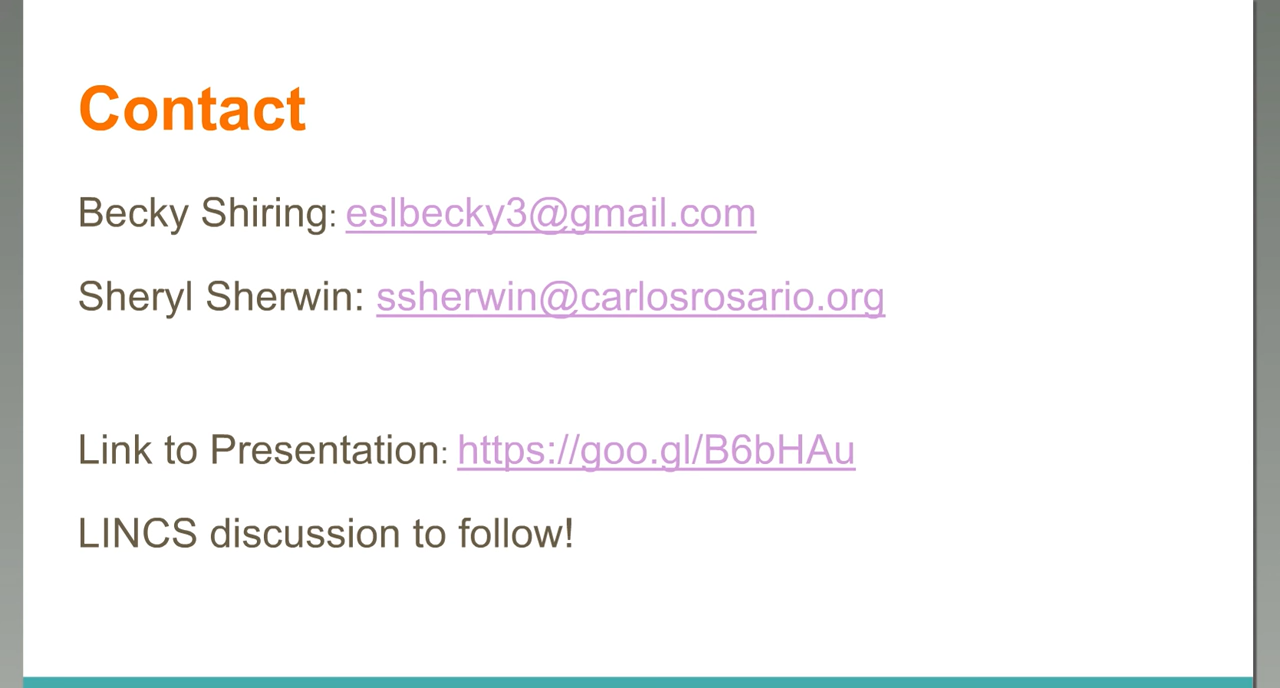 Contact
Becky Shiring: eslbecky3@gmail.com
Sheryl Sherwin: ssherwin@carlosrosario.org
Link to Presentation: https://goo.gl/B6bHAu
LINCS discussion to follow!